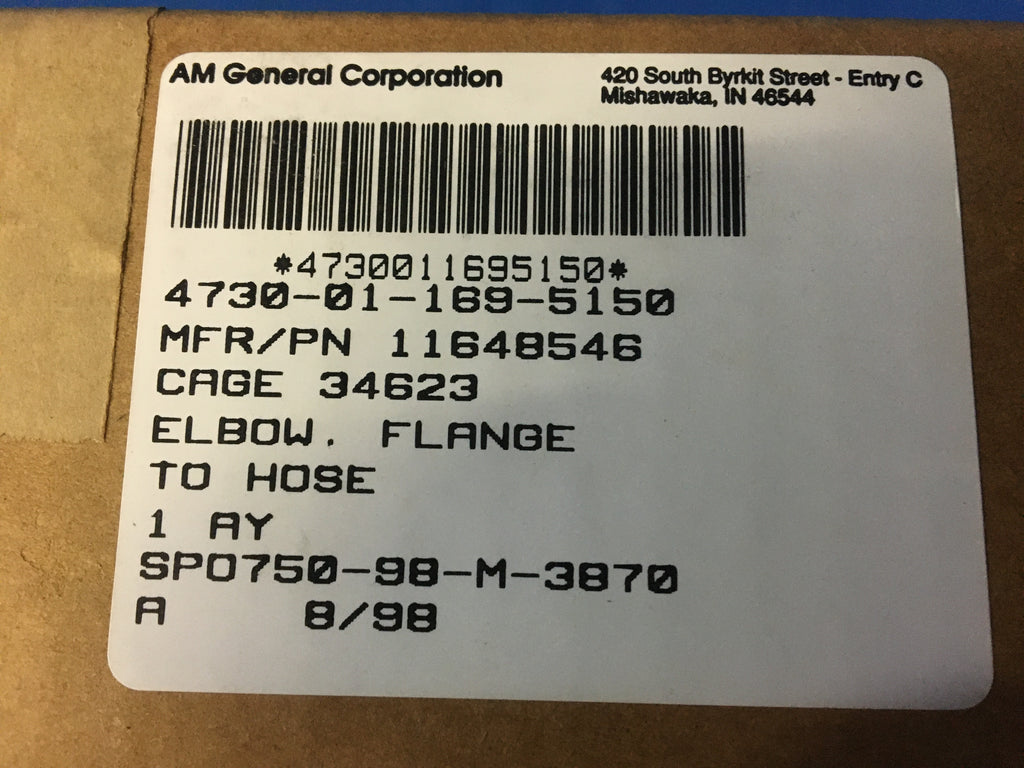 AM General Corporation
420 South Byrkit Street - Entry C
Mishawaka, IN 46544
*4730011695150*
4730-01-169-5150
MFR/PN 11648546
CAGE 34623
ELBOW, FLANGE
TO HOSE
1 AY
SPO750-98-M-3870
A 8/98